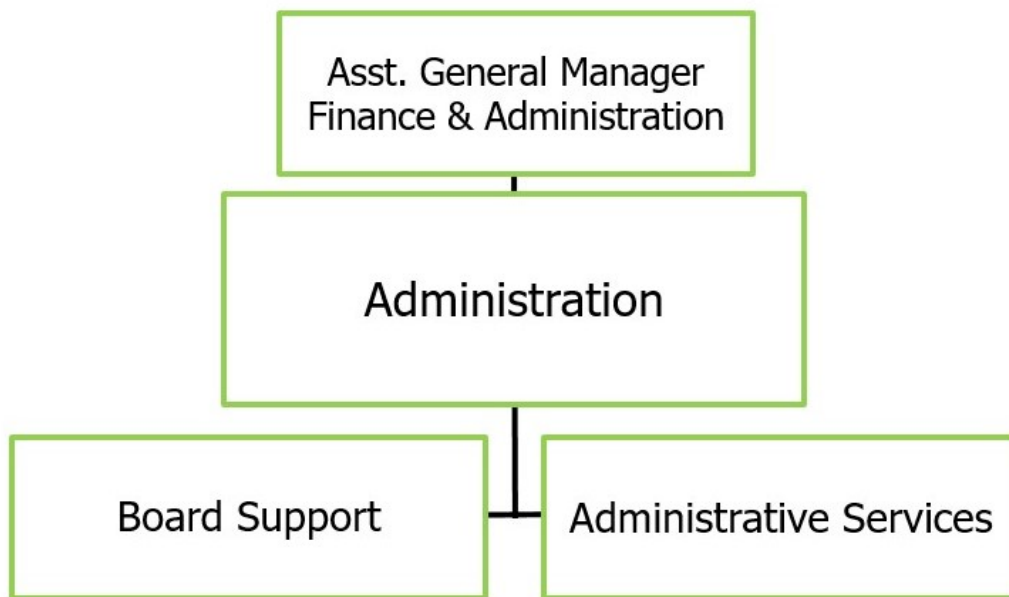 Asst. General Manager
Finance & Administration
Administration
Board Support
Administrative Services